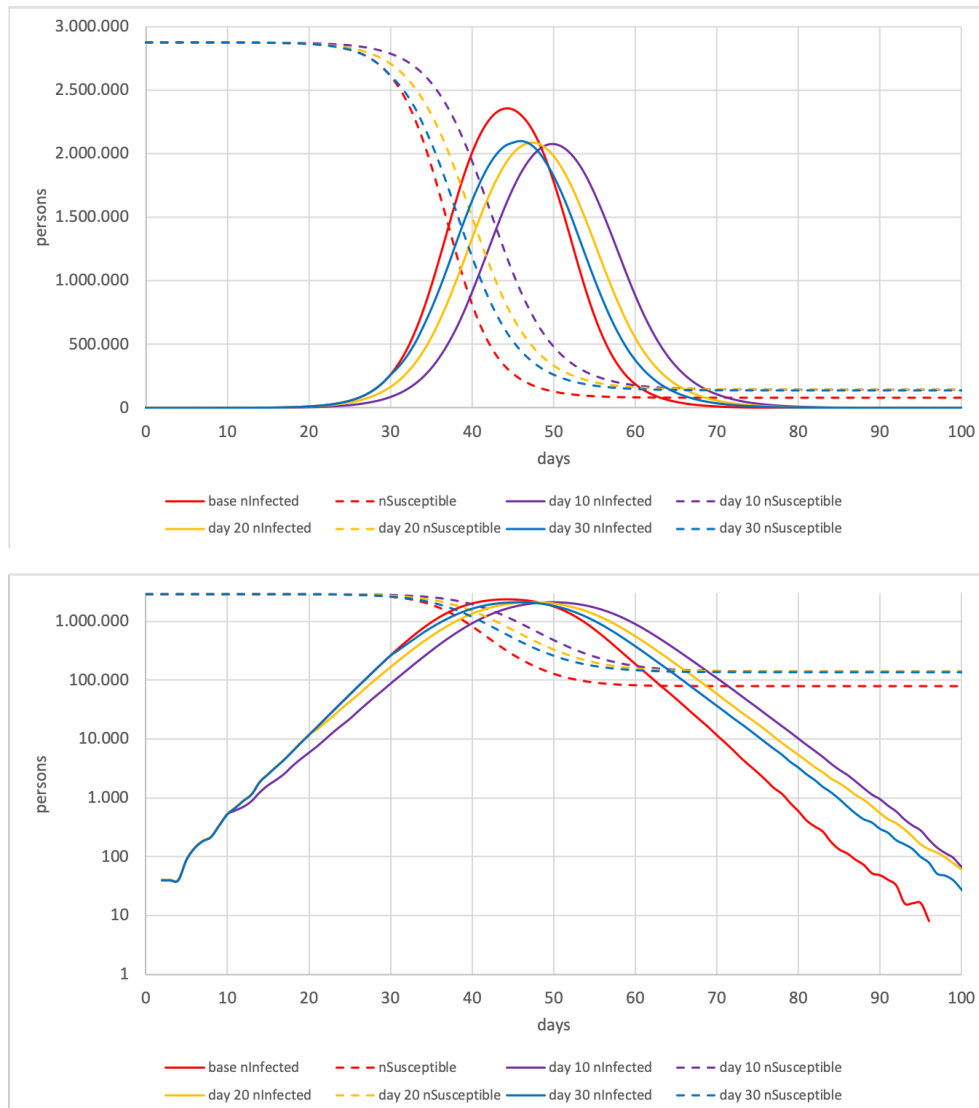 3.000.000
2.500.000
2.000.000
1.500.000
1.000.000
500.000
0
persons
0 10 20 30 40 50 60 70 80 90 100
days
base nInfected nSusceptible day 10 nInfected day 10 nSusceptible
day 20 nInfected day 20 nSusceptible day 30 nInfected day 30 nSusceptible
1.000.000
100.000
10.000
1.000
100
10
1
persons
0 10 20 30 40 50 60 70 80 90 100
days
base nInfected nSusceptible day 10 nInfected day 10 nSusceptible
day 20 nInfected day 20 nSusceptible day 30 nInfected day 30 nSusceptible